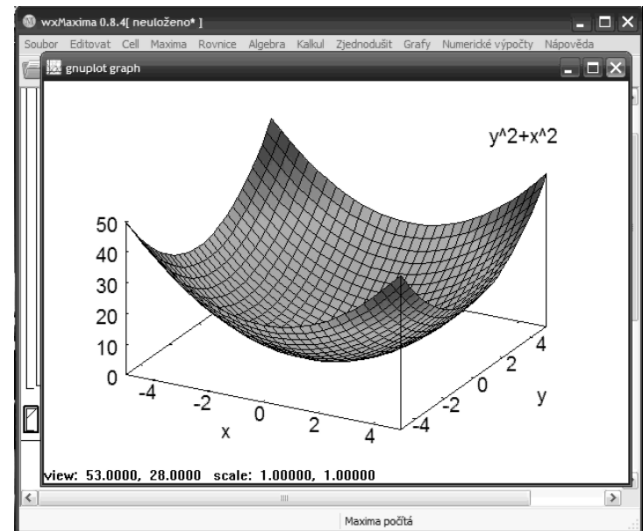 wxMaxima 0.8.4[ neuloženo* ]
Soubor Editovat Cell Maxima Rovnice Algebra Kalkul Zjednodušit Grafy Numerické výpočty Nápověda
gnuplot graph
y^2+x^2
50
40
30
20
10
0
-4
-2
0
2
4
x
-4
-2
0
2
4
y
view: 53.0000, 28.0000 scale: 1.00000, 1.00000
Maxima počítá